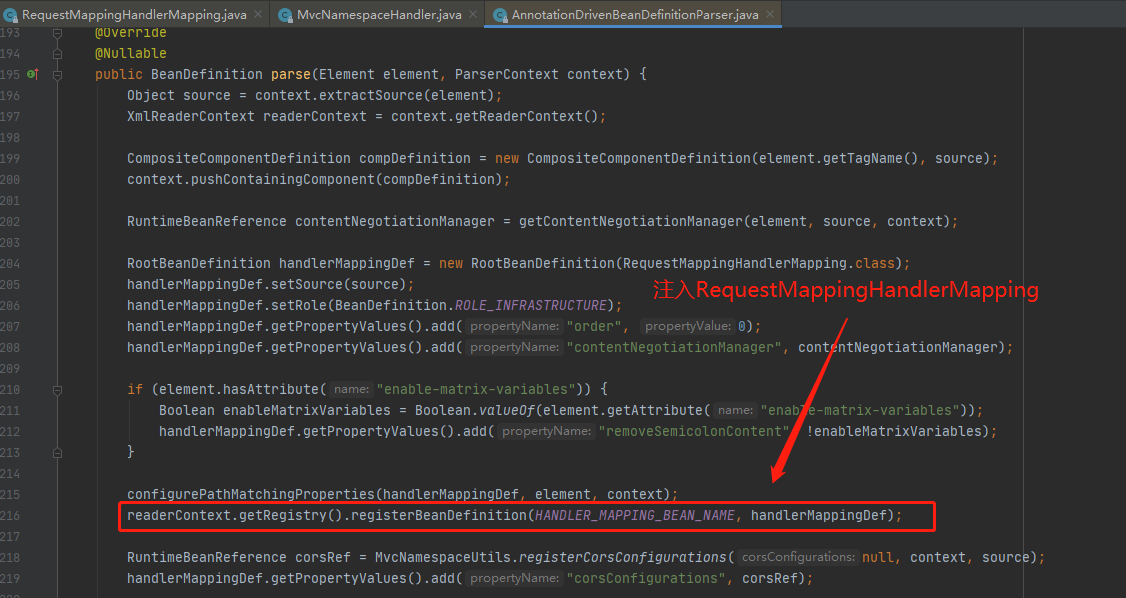 RequestMappingHandlerMapping.java × MvcNamespaceHandler.java × AnnotationDrivenBeanDefinitionParser.java ×
193 @Override
194 @Nullable
195 public BeanDefinition parse(Element element, ParserContext context) {
196 Object source = context.extractSource(element);
197 XmlReaderContext readerContext = context.getReaderContext();
198
199 CompositeComponentDefinition compDefinition = new CompositeComponentDefinition(element.getTagName(), source);
200 context.pushContainingComponent(compDefinition);
201
202 RuntimeBeanReference contentNegotiationManager = getContentNegotiationManager(element, source, context);
203
204 RootBeanDefinition handlerMappingDef = new RootBeanDefinition(RequestMappingHandlerMapping.class);
205 handlerMappingDef.setSource(source);
注入RequestMappingHandlerMapping
206 handlerMappingDef.setRole(BeanDefinition.ROLE_INFRASTRUCTURE);
207 handlerMappingDef.getPropertyValues().add( propertyName: "order", propertyValue: 0);
208 handlerMappingDef.getPropertyValues().add( propertyName: "contentNegotiationManager", contentNegotiationManager);
209
210 if (element.hasAttribute( name: "enable-matrix-variables")) {
211 Boolean enableMatrixVariables = Boolean.valueOf(element.getAttribute( name: "enable-matrix-variables"));
212 handlerMappingDef.getPropertyValues().add( propertyName: "removeSemicolonContent", !enableMatrixVariables);
213 }
214
215 configurePathMatchingProperties(handlerMappingDef, element, context);
216 readerContext.getRegistry().registerBeanDefinition(HANDLER_MAPPING_BEAN_NAME, handlerMappingDef);
217
218 RuntimeBeanReference corsRef = MvcNamespaceUtils.registerCorsConfigurations( corsConfigurations: null, context, source);
219 handlerMappingDef.getPropertyValues().add( propertyName: "corsConfigurations", corsRef);